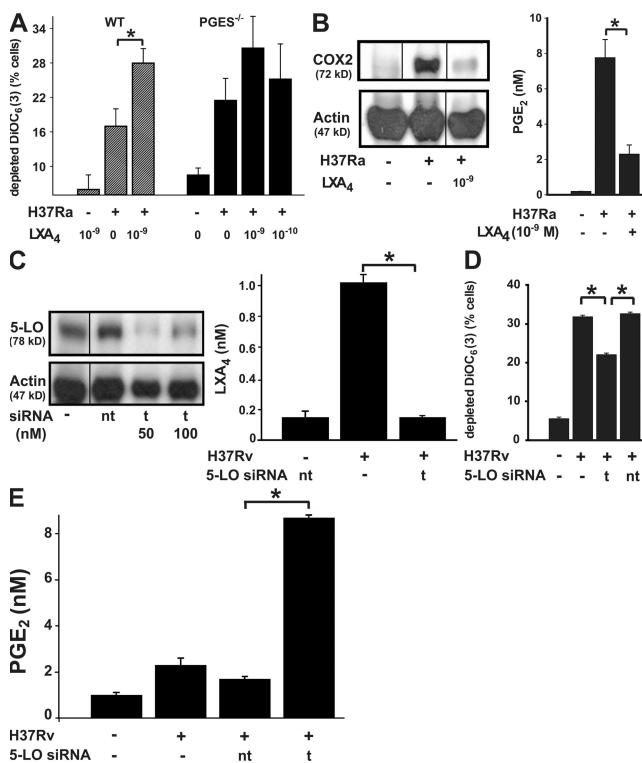 A
depleted DiOC6(3) (% cells)
34
28
22
16
10
WT
*
PGES-/-
H37Ra - + + - + + +
LXA4 10-9 0 10-9 0 0 10-9 10-10
B
COX2
(72 kD)
Actin
(47 kD)
H37Ra - + +
LXA4 - - 10-9
PGE2 (nM)
10
8
6
4
2
0
*
H37Ra - + +
LXA4(10-9 M) - - +
C
5-LO
(78 kD)
Actin
(47 kD)
siRNA - nt t t
(nM) 50 100
LXA4 (nM)
1.0
0.8
0.6
0.4
0.2
0
*
H37Rv - + +
5-LO siRNA nt - t
D
depleted DiOC6(3) (% cells)
40
30
20
10
0
* *
H37Rv - + + +
5-LO siRNA - - t nt
E
PGE2 (nM)
8
6
4
2
0
*
H37Rv - + + +
5-LO siRNA - - nt t